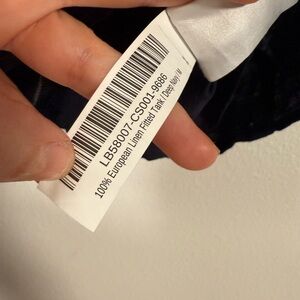 LB58007-CS001-9686
100% European Linen Fitted Tank / Deep Navy / M